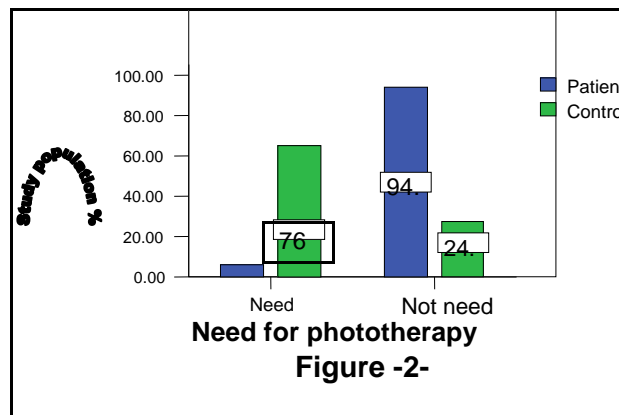 Study population %
100.00
80.00
60.00
40.00
20.00
0.00
94.
76
24.
Patien
Contro
Need
Not need
Need for phototherapy
Figure -2-